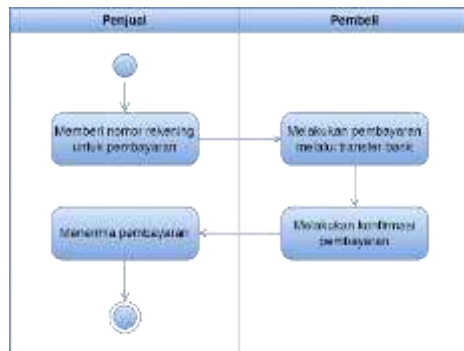 Penjual
Pembeli
Memberi nomor rekening
untuk pembayaran
Melakukan pembayaran
melalui transfer bank
Menerima pembayaran
Melakukan konfirmasi
pembayaran